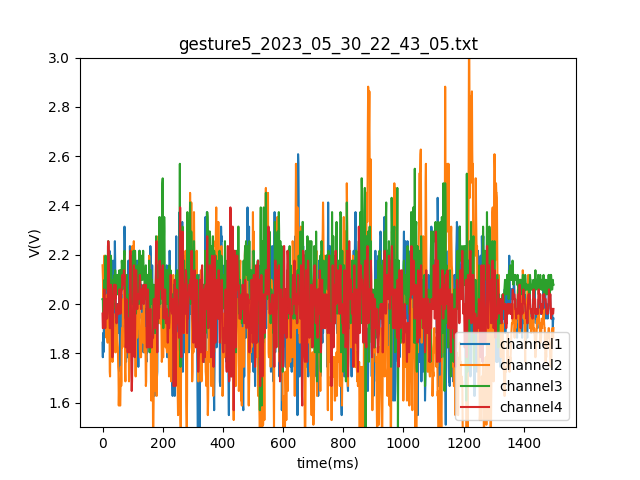 gesture5_2023_05_30_22_43_05.txt
V(V)
3.0
2.8
2.6
2.4
2.2
2.0
1.8
1.6
0 200 400 600 800 1000 1200 1400
time(ms)
channel1
channel2
channel3
channel4